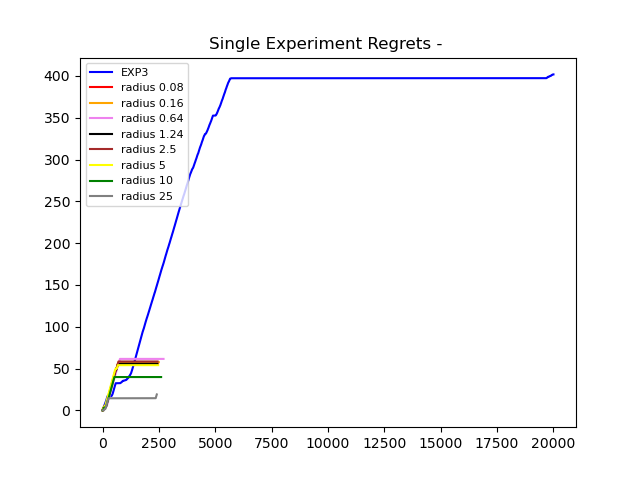 Single Experiment Regrets -
400
350
300
250
200
150
100
50
0
EXP3
radius 0.08
radius 0.16
radius 0.64
radius 1.24
radius 2.5
radius 5
radius 10
radius 25
0 2500 5000 7500 10000 12500 15000 17500 20000